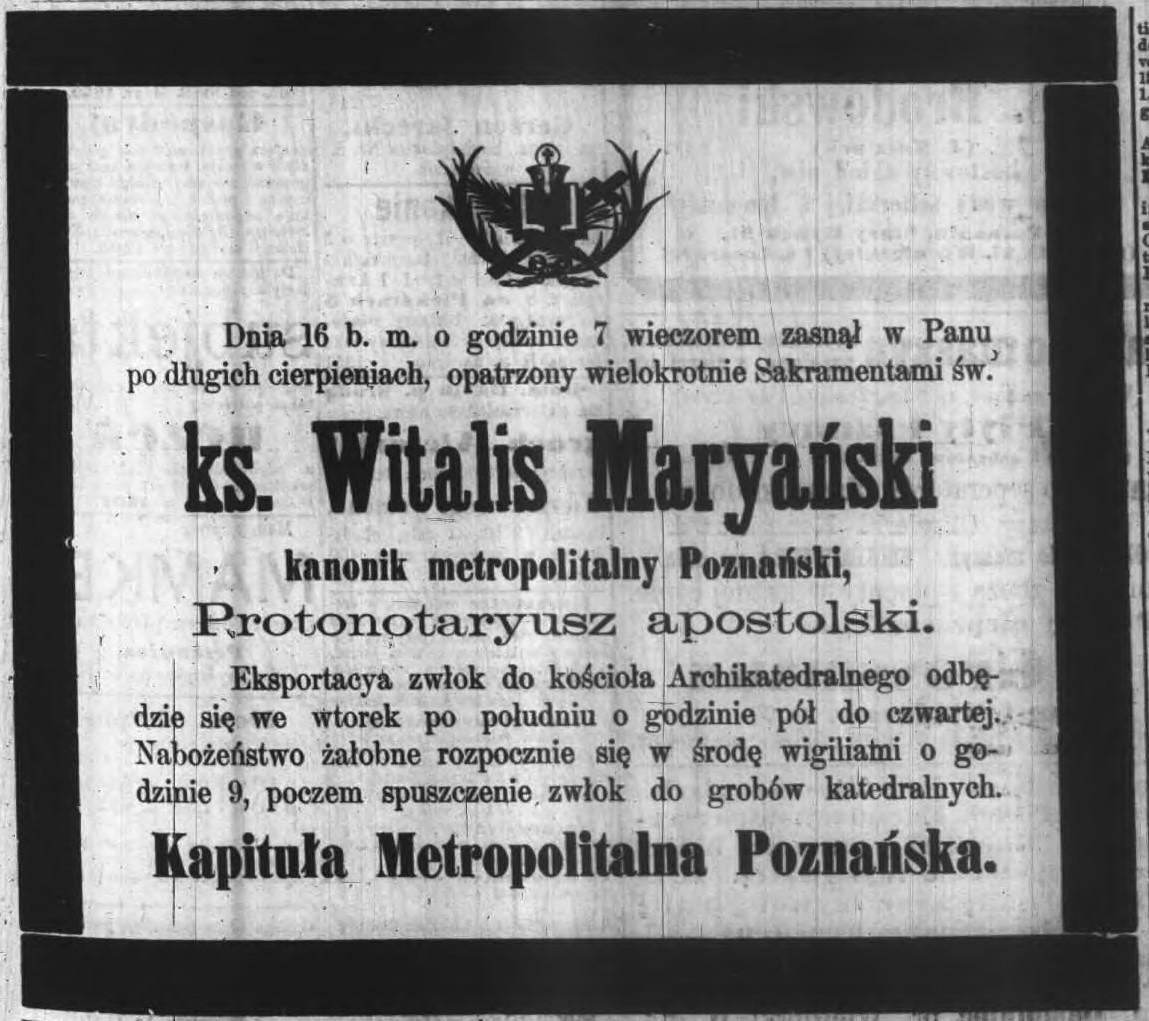 Dnia 16 b. m. o godzinie 7 wieczorem zasnął w Panu
po długich cierpieniach, opatrzony wielokrotnie Sakramentami św.
ks. Witalis Maryański
kanonik metropolitalny Poznański,
Protonotaryusz apostolski.
Eksportacya zwłok do kościoła Archikatedralnego odbę-
dzie się we wtorek po południu o godzinie pół do czwartej.
Nabożeństwo żałobne rozpocznie się w środę wigiliami o go-
dzinie 9, poczem spuszczenie zwłok do grobów katedralnych.
Kapituła Metropolitalna Poznańska.